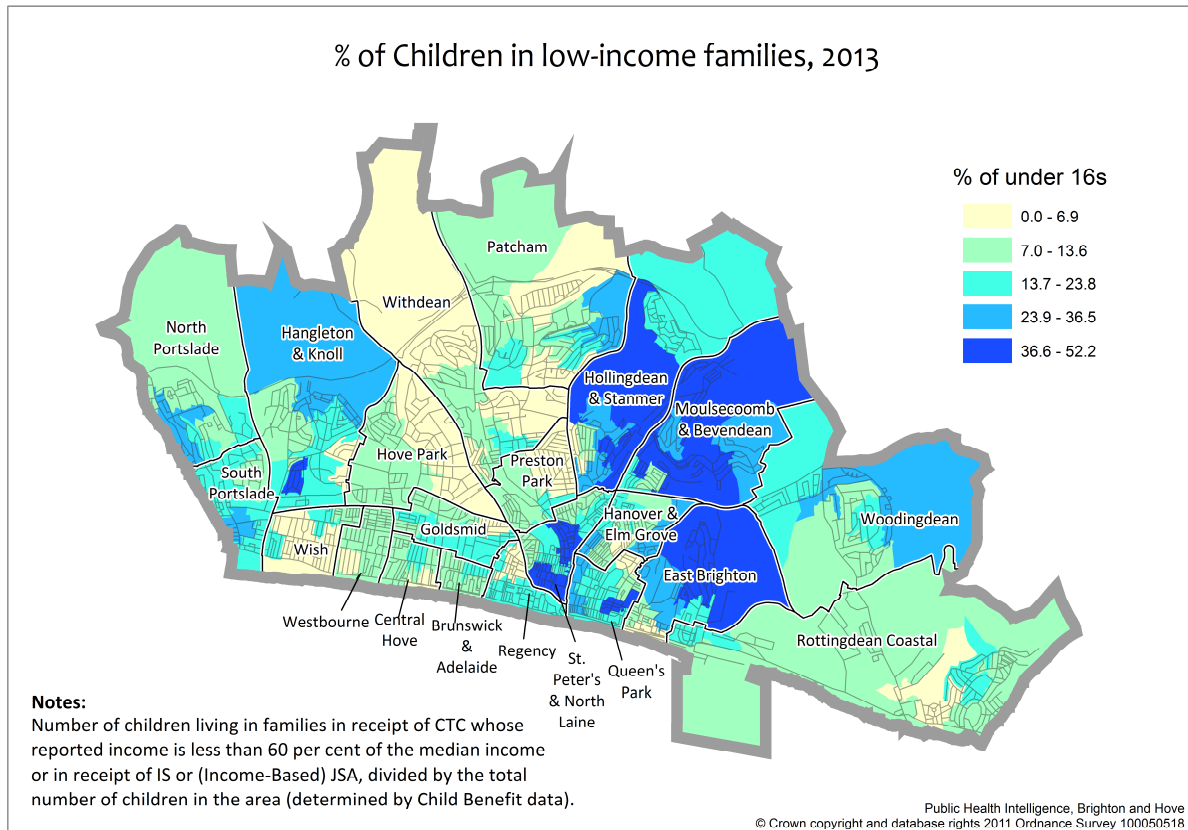 % of Children in low-income families, 2013
% of under 16s
0.0 - 6.9
7.0 - 13.6
13.7 - 23.8
23.9 - 36.5
36.6 - 52.2
Patcham
Withdean
North
Portslade
Hangleton
& Knoll
Hollingdean
& Stanmer
Moulsecoomb
& Bevendean
Hove Park
Preston
Park
South
Portslade
Goldsmid
Hanover &
Elm Grove
Woodingdean
Wish
East Brighton
Rottingdean Coastal
Westbourne
Central
Hove
Brunswick
&
Adelaide
Regency
St.
Peter's
& North
Laine
Queen's
Park
Notes:
Number of children living in families in receipt of CTC whose
reported income is less than 60 per cent of the median income
or in receipt of IS or (Income-Based) JSA, divided by the total
number of children in the area (determined by Child Benefit data).
Public Health Intelligence, Brighton and Hove
© Crown copyright and database rights 2011 Ordnance Survey 100050518